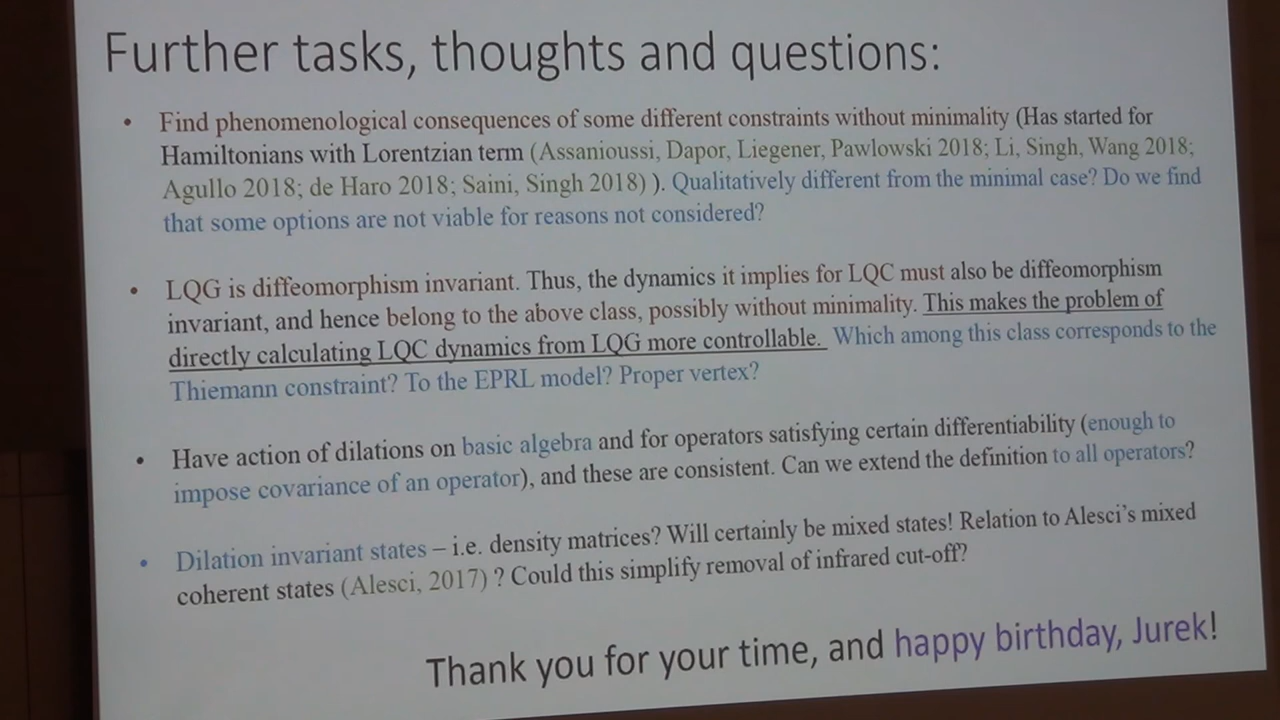 Further tasks, thoughts and questions:
• Find phenomenological consequences of some different constraints without minimality (Has started for
Hamiltonians with Lorentzian term (Assanioussi, Dapor, Liegener, Pawlowski 2018; Li, Singh, Wang 2018;
Agullo 2018; de Haro 2018; Saini, Singh 2018) ). Qualitatively different from the minimal case? Do we find
that some options are not viable for reasons not considered?
• LQG is diffeomorphism invariant. Thus, the dynamics it implies for LQC must also be diffeomorphism
invariant, and hence belong to the above class, possibly without minimality. This makes the problem of
directly calculating LQC dynamics from LQG more controllable. Which among this class corresponds to the
Thiemann constraint? To the EPRL model? Proper vertex?
• Have action of dilations on basic algebra and for operators satisfying certain differentiability (enough to
impose covariance of an operator), and these are consistent. Can we extend the definition to all operators?
• Dilation invariant states – i.e. density matrices? Will certainly be mixed states! Relation to Alesci's mixed
coherent states (Alesci, 2017) ? Could this simplify removal of infrared cut-off?
Thank you for your time, and happy birthday, Jurek!